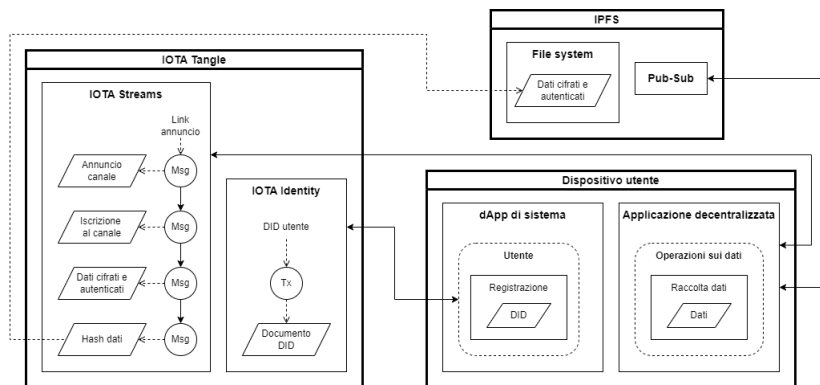 IPFS
File system
Dati cifrati e
autenticati
Pub-Sub
IOTA Tangle
IOTA Streams
Link
annuncio
Annuncio
canale
Msg
Iscrizione
al canale
Msg
Dati cifrati e
autenticati
Msg
Hash dati
Msg
IOTA Identity
DID utente
Tx
Documento
DID
Dispositivo utente
dApp di sistema
Utente
Registrazione
DID
Applicazione decentralizzata
Operazioni sui dati
Raccolta dati
Dati